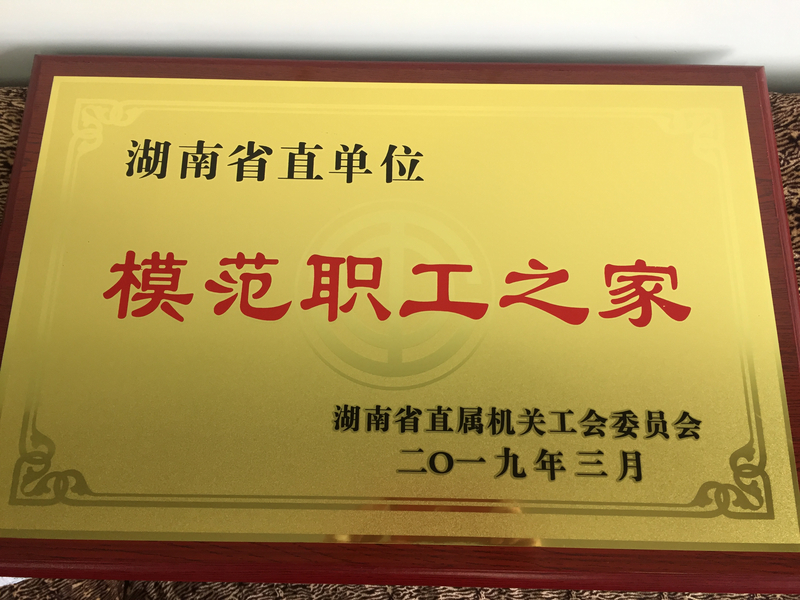 湖南省直单位
模范职工之家
湖南省直属机关工会委员会
二〇一九年三月